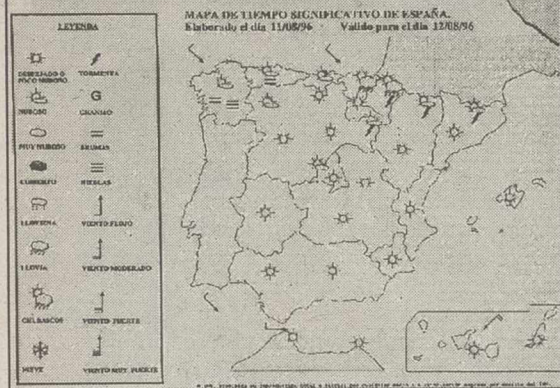 MAPA DE TIEMPO SIGNIFICATIVO DE ESPAÑA.
Elaborado el día 11/08/96 Válido para el día 12/08/96
LEYENDA
DESPEJADO O
POCO NUBOSO
TORMENTA
NUBOSO
G
GRANIZO
MUY NUBOSO
BRUMAS
CUBIERTO
NIEBLAS
LLOVIZNA
VIENTO FLOJO
LLUVIA
VIENTO MODERADO
CHUBASCOS
VIENTO FUERTE
NIEVE
VIENTO MUY FUERTE